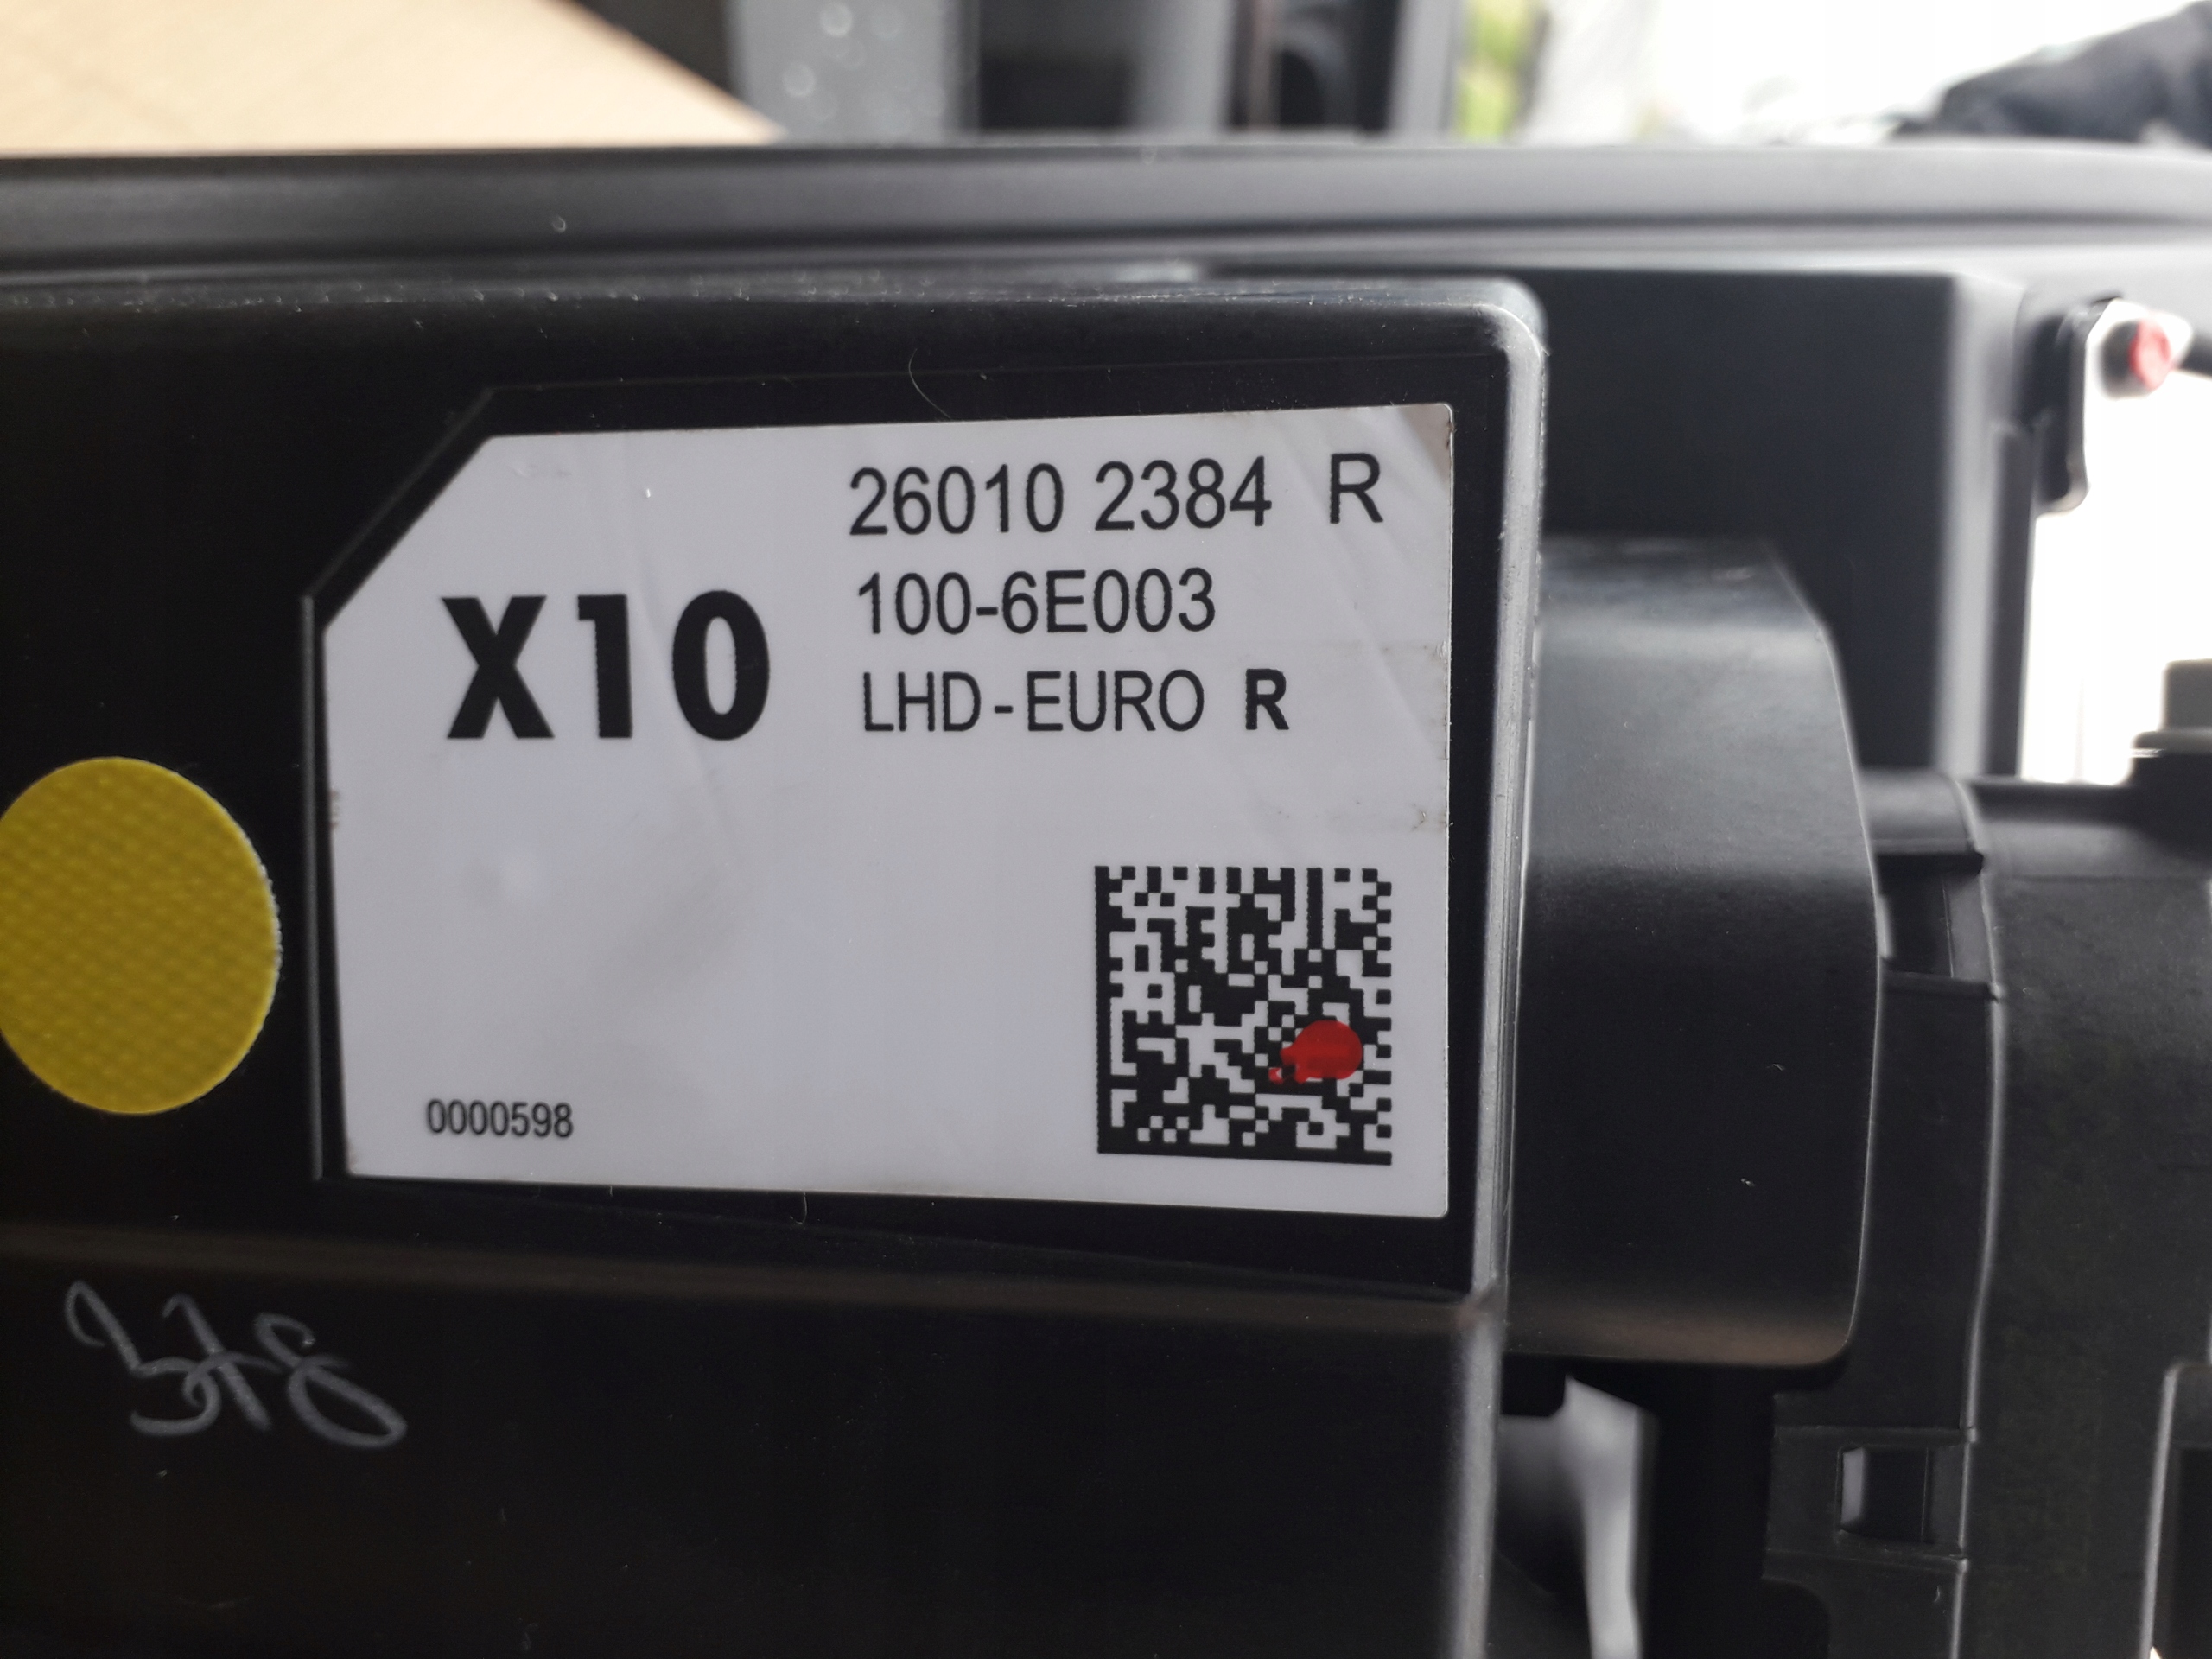 26010 2384 R
100-6E003
X10
LHD-EURO R
0000598